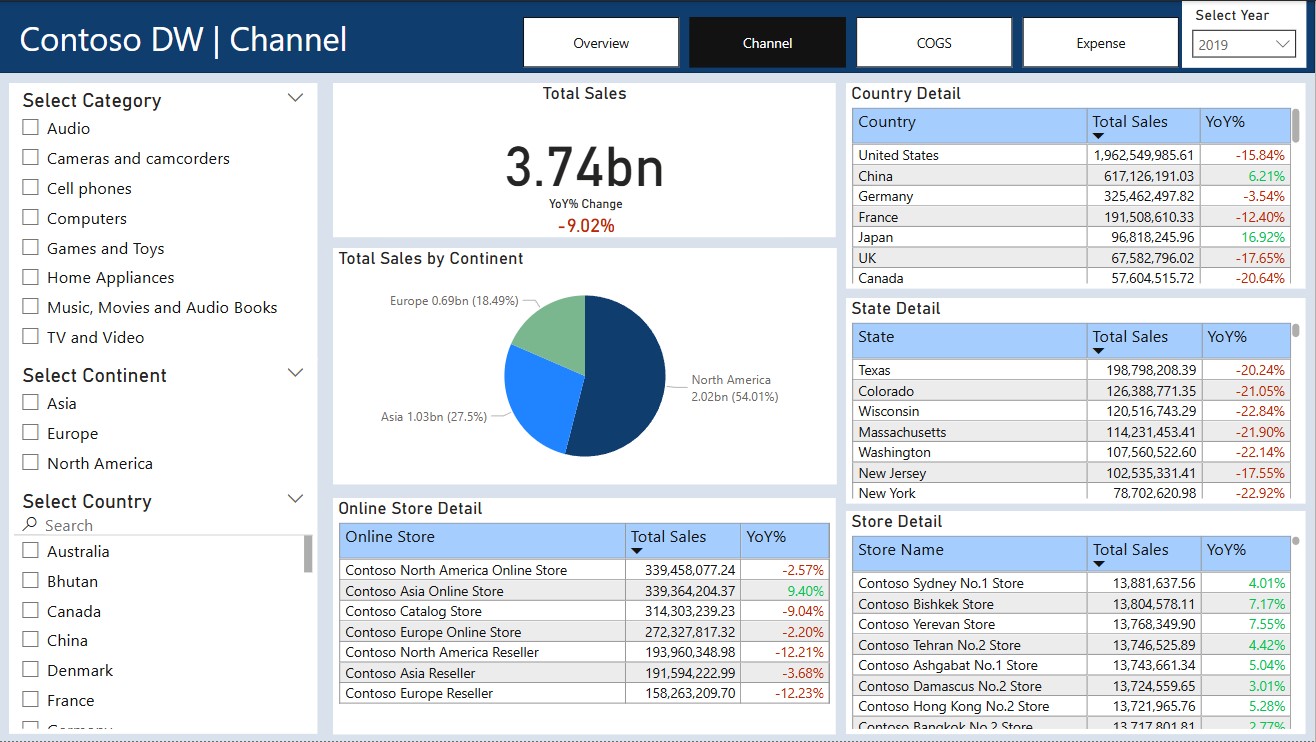 Contoso DW | Channel
Overview
Channel
COGS
Expense
Select Year
2019
Select Category
Audio
Cameras and camcorders
Cell phones
Computers
Games and Toys
Home Appliances
Music, Movies and Audio Books
TV and Video
Select Continent
Asia
Europe
North America
Select Country
Search
Australia
Bhutan
Canada
China
Denmark
France
Total Sales
3.74bn
YoY% Change
-9.02%
Total Sales by Continent
Europe 0.69bn (18.49%)
North America
2.02bn (54.01%)
Asia 1.03bn (27.5%)
Online Store Detail
Online Store Total Sales YoY%
Contoso North America Online Store 339,458,077.24 -2.57%
Contoso Asia Online Store 339,364,204.37 9.40%
Contoso Catalog Store 314,303,239.23 -9.04%
Contoso Europe Online Store 272,327,817.32 -2.20%
Contoso North America Reseller 193,960,348.98 -12.21%
Contoso Asia Reseller 191,594,222.99 -3.68%
Contoso Europe Reseller 158,263,209.70 -12.23%
Country Detail
Country Total Sales YoY%
United States 1,962,549,985.61 -15.84%
China 617,126,191.03 6.21%
Germany 325,462,497.82 -3.54%
France 191,508,610.33 -12.40%
Japan 96,818,245.96 16.92%
UK 67,582,796.02 -17.65%
Canada 57,604,515.72 -20.64%
State Detail
State Total Sales YoY%
Texas 198,798,208.39 -20.24%
Colorado 126,388,771.35 -21.05%
Wisconsin 120,516,743.29 -22.84%
Massachusetts 114,231,453.41 -21.90%
Washington 107,560,522.60 -22.14%
New Jersey 102,535,331.41 -17.55%
New York 78,702,620.98 -22.92%
Store Detail
Store Name Total Sales YoY%
Contoso Sydney No.1 Store 13,881,637.56 4.01%
Contoso Bishkek Store 13,804,578.11 7.17%
Contoso Yerevan Store 13,768,349.90 7.55%
Contoso Tehran No.2 Store 13,746,525.89 4.42%
Contoso Ashgabat No.1 Store 13,743,661.34 5.04%
Contoso Damascus No.2 Store 13,724,559.65 3.01%
Contoso Hong Kong No.2 Store 13,721,965.76 5.28%
Contoso Bangkok No.2 Store 13,717,801.81 2.77%